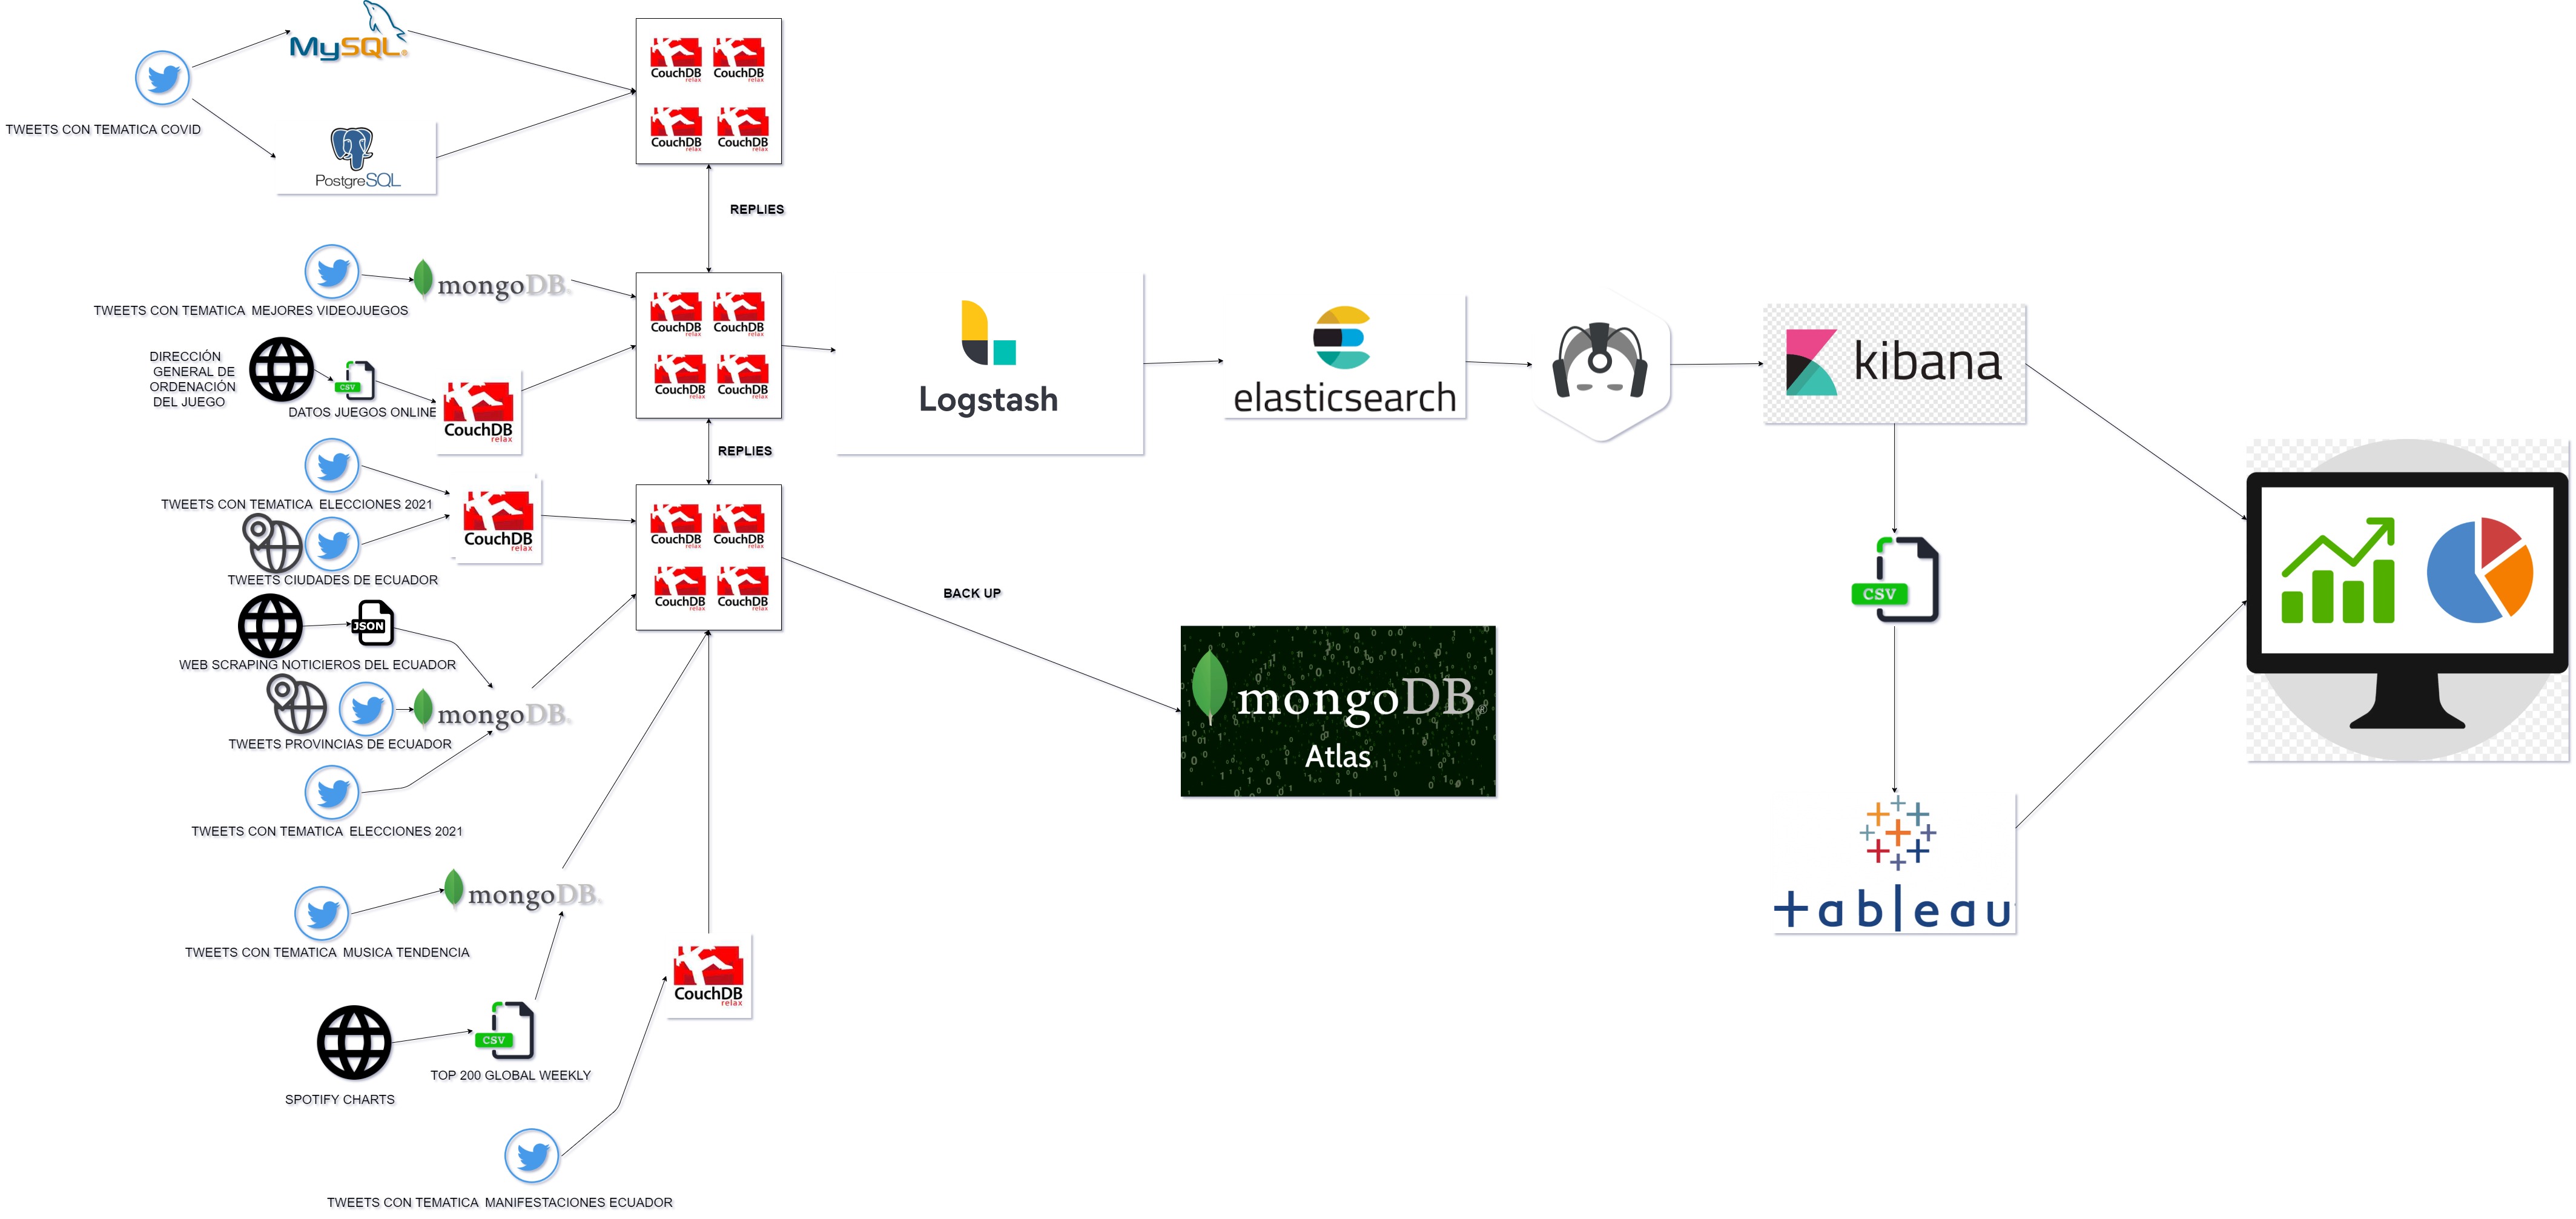 MySQL
TWEETS CON TEMATICA COVID
PostgreSQL
CouchDB
relax
CouchDB
relax
CouchDB
relax
CouchDB
relax
REPLIES
mongoDB
TWEETS CON TEMATICA MEJORES VIDEOJUEGOS
DIRECCIÓN
GENERAL DE
ORDENACIÓN
DEL JUEGO
CSV
DATOS JUEGOS ONLINE
CouchDB
relax
CouchDB
relax
CouchDB
relax
CouchDB
relax
CouchDB
relax
REPLIES
Logstash
elasticsearch
kibana
TWEETS CON TEMATICA ELECCIONES 2021
CouchDB
relax
TWEETS CIUDADES DE ECUADOR
CouchDB
relax
CouchDB
relax
CouchDB
relax
CouchDB
relax
BACK UP
CSV
JSON
WEB SCRAPING NOTICIEROS DEL ECUADOR
mongoDB
TWEETS PROVINCIAS DE ECUADOR
mongoDB
Atlas
TWEETS CON TEMATICA ELECCIONES 2021
mongoDB
TWEETS CON TEMATICA MUSICA TENDENCIA
+ableau
CouchDB
relax
CSV
TOP 200 GLOBAL WEEKLY
SPOTIFY CHARTS
TWEETS CON TEMATICA MANIFESTACIONES ECUADOR